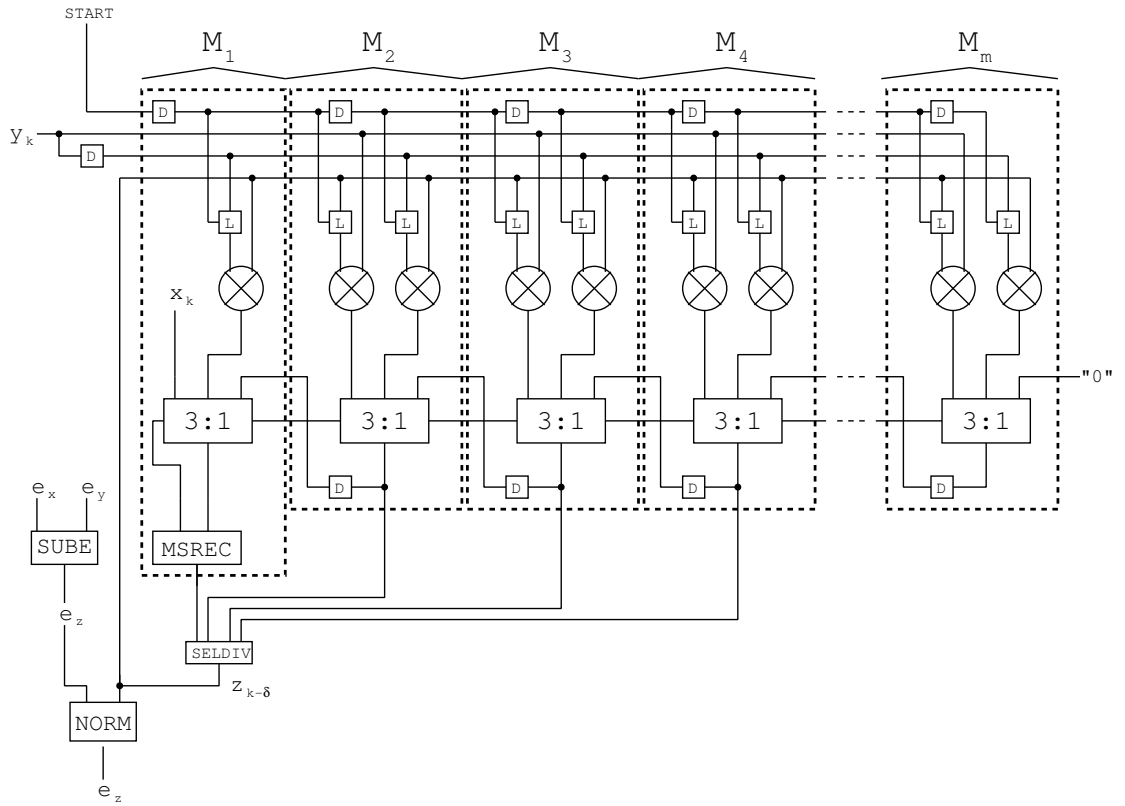 START
M1 M2 M3 M4 Mm
D D D D D
yk
D
L L L L L L L L L
xk
"0"
3:1 3:1 3:1 3:1 3:1
D D D D
ex ey
SUBE
MSREC
ez
SELDIV
zk-δ
NORM
ez